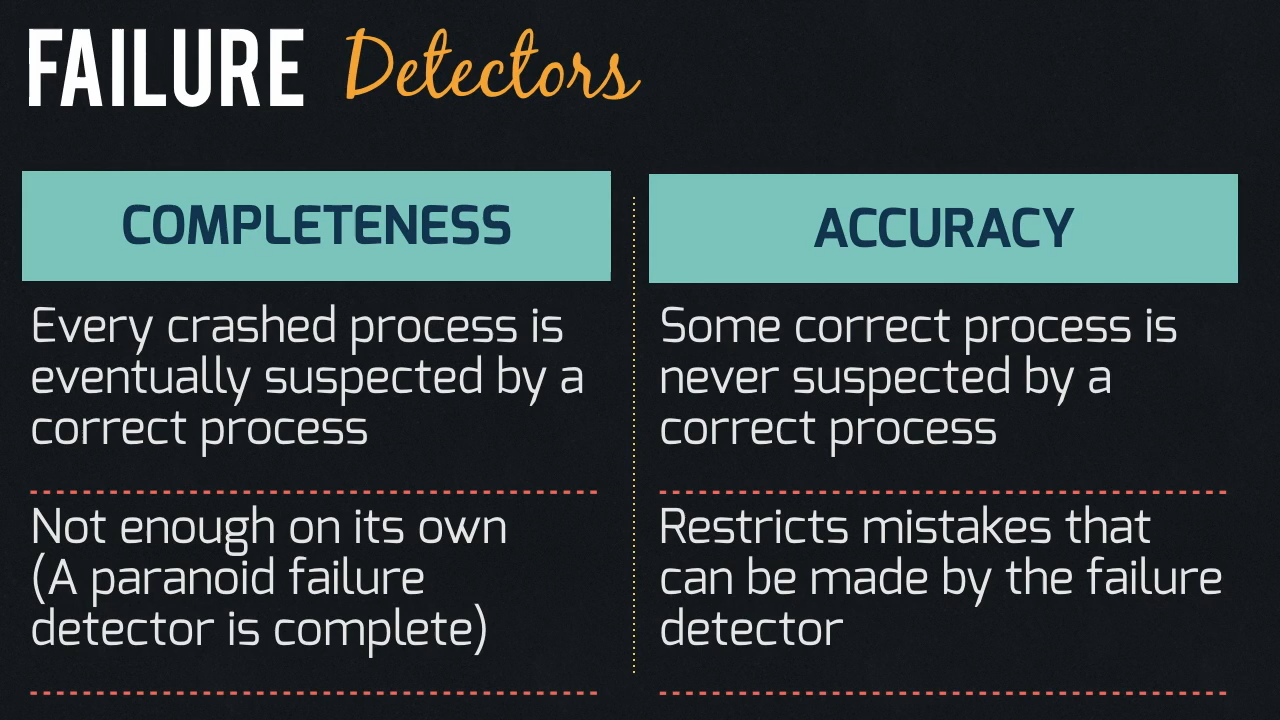 FAILURE Detectors
COMPLETENESS
Every crashed process is
eventually suspected by a
correct process
Not enough on its own
(A paranoid failure
detector is complete)
ACCURACY
Some correct process is
never suspected by a
correct process
Restricts mistakes that
can be made by the failure
detector